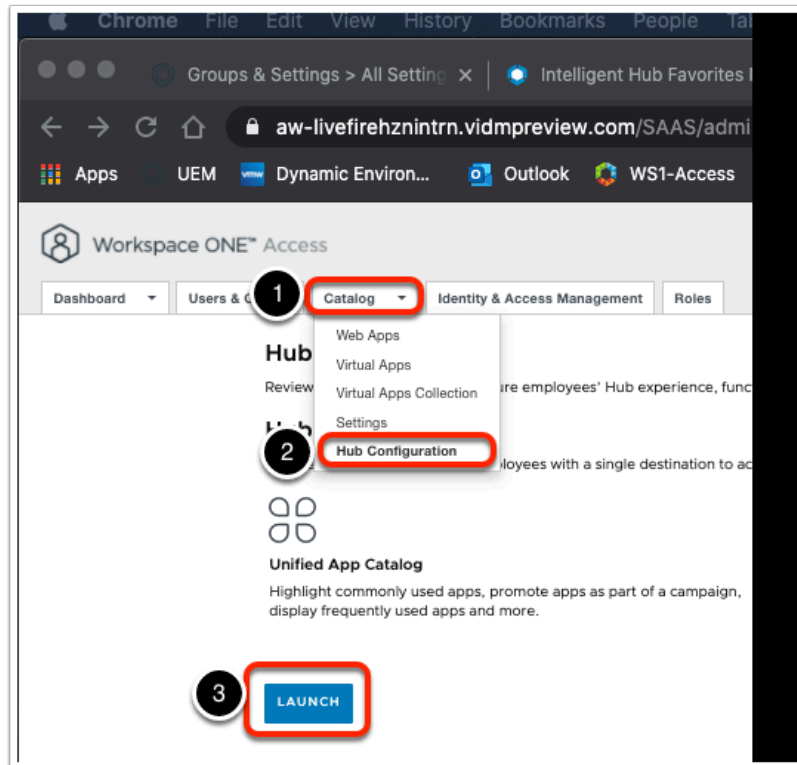 Chrome File Edit View History Bookmarks People
Groups & Settings > All Setting Intelligent Hub Favorites
aw-livefirehznintrn.vidmpreview.com/SAAS/admi
Apps UEM vmw Dynamic Environ... Outlook WS1-Access
Workspace ONE™ Access
Dashboard Users & 1 Catalog Identity & Access Management Roles
Web Apps
Hub
Virtual Apps
Review ure employees' Hub experience, func
Virtual Apps Collection
Settings
2 Hub Configuration
loyees with a single destination to ac
Unified App Catalog
Highlight commonly used apps, promote apps as part of a campaign,
display frequently used apps and more.
3 LAUNCH